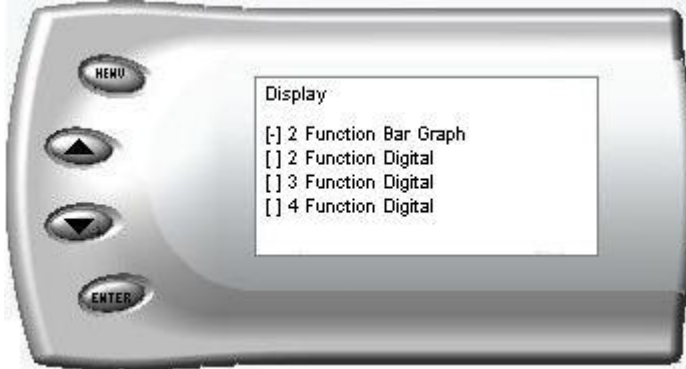 MENU
Display
[-] 2 Function Bar Graph
[ ] 2 Function Digital
[ ] 3 Function Digital
[ ] 4 Function Digital
ENTER